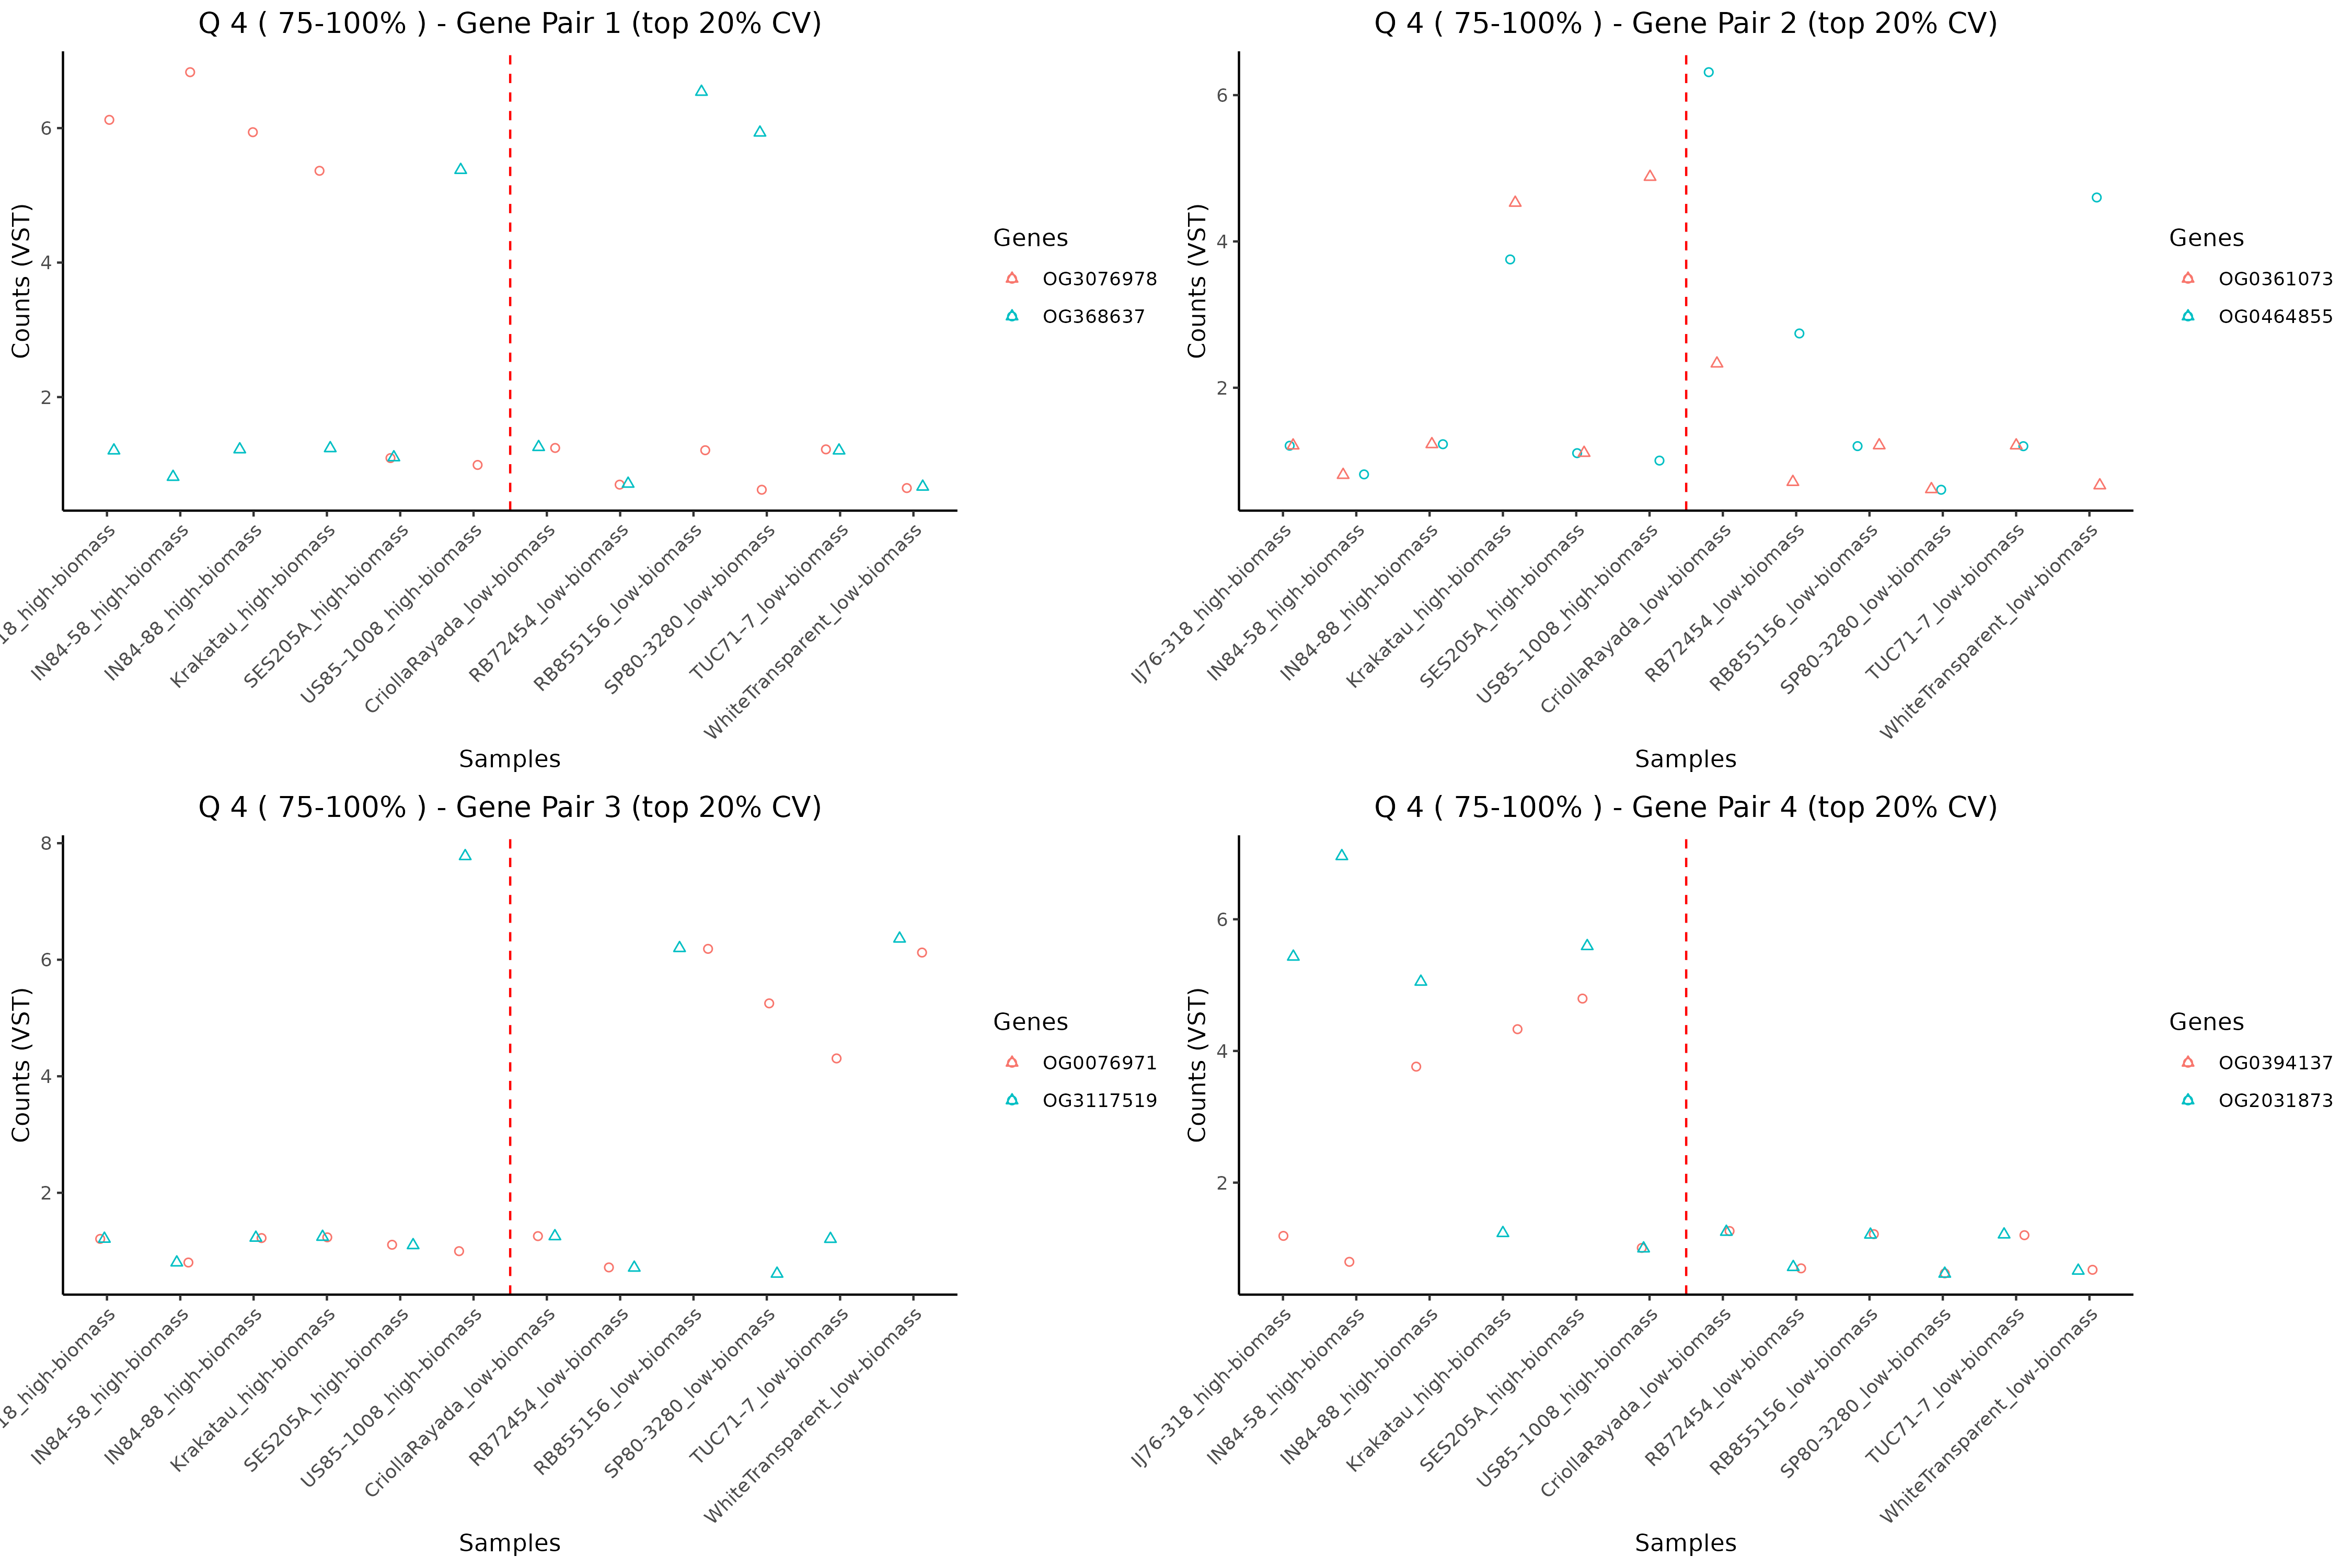 Q 4 ( 75-100% ) - Gene Pair 1 (top 20% CV)
Counts (VST)
6
4
2
18_high-biomass
IN84-58_high-biomass
IN84-88_high-biomass
Krakatau_high-biomass
SES205A_high-biomass
US85-1008_high-biomass
CriollaRayada_low-biomass
RB72454_low-biomass
RB855156_low-biomass
SP80-3280_low-biomass
TUC71-7_low-biomass
WhiteTransparent_low-biomass
Samples
Genes
OG3076978
OG368637
Q 4 ( 75-100% ) - Gene Pair 2 (top 20% CV)
Counts (VST)
6
4
2
IJ76-318_high-biomass
IN84-58_high-biomass
IN84-88_high-biomass
Krakatau_high-biomass
SES205A_high-biomass
US85-1008_high-biomass
CriollaRayada_low-biomass
RB72454_low-biomass
RB855156_low-biomass
SP80-3280_low-biomass
TUC71-7_low-biomass
WhiteTransparent_low-biomass
Samples
Genes
OG0361073
OG0464855
Q 4 ( 75-100% ) - Gene Pair 3 (top 20% CV)
Counts (VST)
8
6
4
2
18_high-biomass
IN84-58_high-biomass
IN84-88_high-biomass
Krakatau_high-biomass
SES205A_high-biomass
US85-1008_high-biomass
CriollaRayada_low-biomass
RB72454_low-biomass
RB855156_low-biomass
SP80-3280_low-biomass
TUC71-7_low-biomass
WhiteTransparent_low-biomass
Samples
Genes
OG0076971
OG3117519
Q 4 ( 75-100% ) - Gene Pair 4 (top 20% CV)
Counts (VST)
6
4
2
IJ76-318_high-biomass
IN84-58_high-biomass
IN84-88_high-biomass
Krakatau_high-biomass
SES205A_high-biomass
US85-1008_high-biomass
CriollaRayada_low-biomass
RB72454_low-biomass
RB855156_low-biomass
SP80-3280_low-biomass
TUC71-7_low-biomass
WhiteTransparent_low-biomass
Samples
Genes
OG0394137
OG2031873